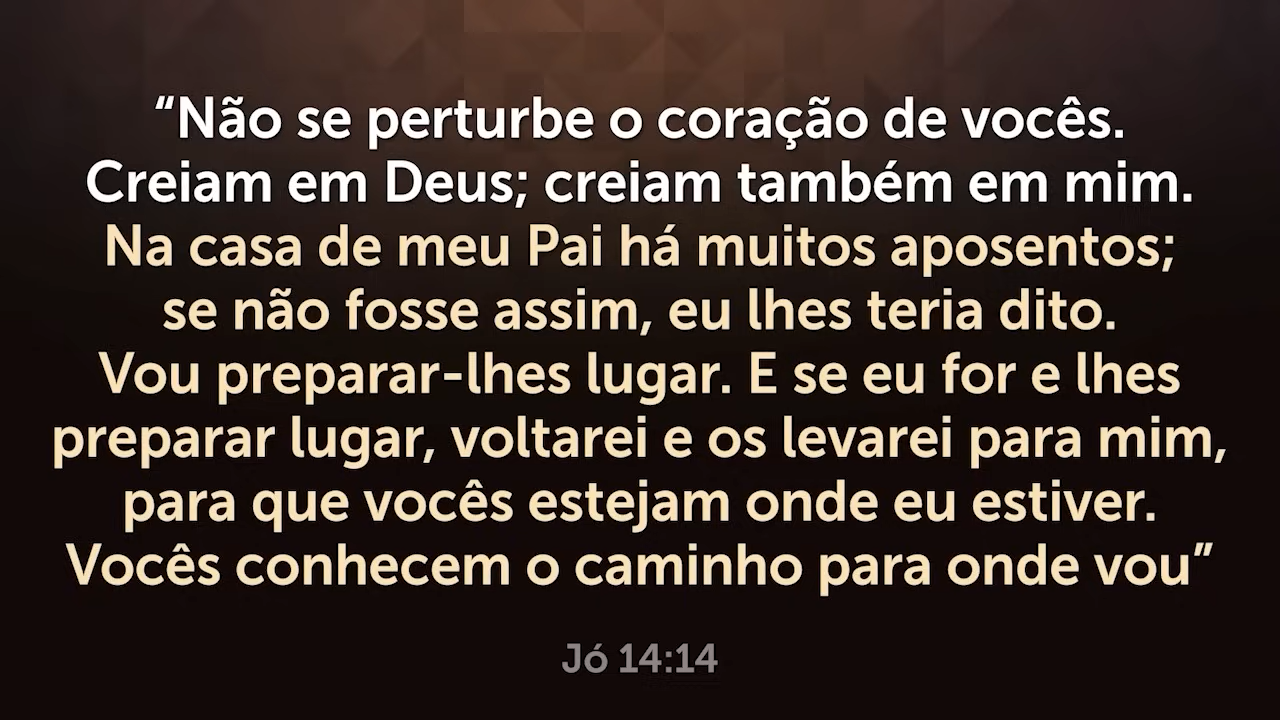 “Não se perturbe o coração de vocês.
Creiam em Deus; creiam também em mim.
Na casa de meu Pai há muitos aposentos;
se não fosse assim, eu lhes teria dito.
Vou preparar-lhes lugar. E se eu for e lhes
preparar lugar, voltarei e os levarei para mim,
para que vocês estejam onde eu estiver.
Vocês conhecem o caminho para onde vou”
Jó 14:14